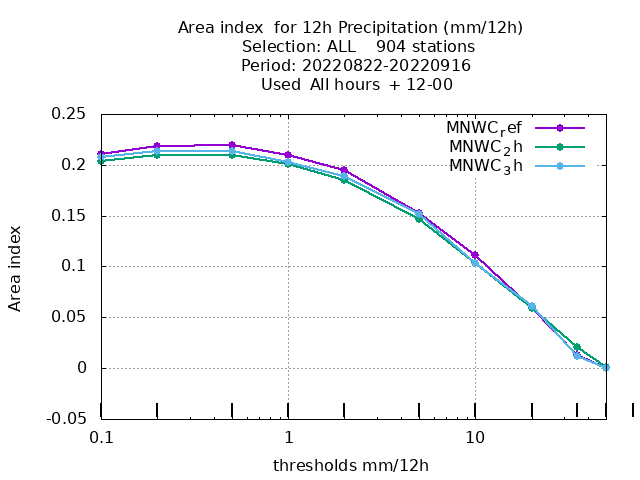 Area index  for 12h Precipitation (mm/12h)
Selection: ALL    904 stations
Period: 20220822-20220916
Used  All hours  + 12-00
0.25
0.2
0.15
0.1
0.05
0
-0.05
Area index
MNWC_ref
MNWC_2h
MNWC_3h
0.1 1 10
thresholds mm/12h